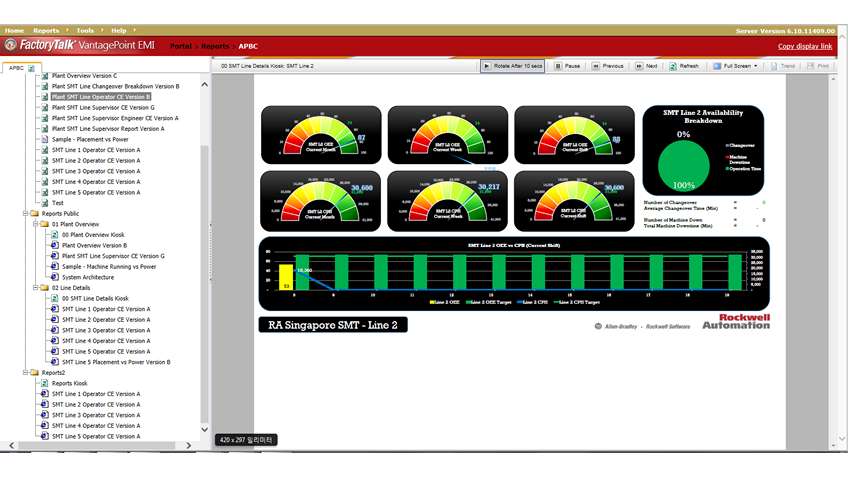 Home Reports Tools Help Server Version 6.10.11409.00
FactoryTalk VantagePoint EMI Portal > Reports > APBC Copy display link
APBC
00 SMT Line Details Kiosk: SMT Line 2 Rotate After 10 secs Pause Previous Next Refresh Full Screen Trend Print
Plant Overview Version C
Plant SMT Line Changeover Breakdown Version B
Plant SMT Line Operator CE Version B
Plant SMT Line Supervisor CE Version G
Plant SMT Line Supervisor Engineer CE Version A
Plant SMT Line Supervisor Report Version A
Sample - Placement vs Power
SMT Line 1 Operator CE Version A
SMT Line 2 Operator CE Version A
SMT Line 3 Operator CE Version A
SMT Line 4 Operator CE Version A
SMT Line 5 Operator CE Version A
Test
Reports Public
01 Plant Overview
00 Plant Overview Kiosk
Plant Overview Version B
Plant SMT Line Supervisor CE Version G
Sample - Machine Running vs Power
System Architecture
02 Line Details
00 SMT Line Details Kiosk
SMT Line 1 Operator CE Version A
SMT Line 2 Operator CE Version A
SMT Line 3 Operator CE Version A
SMT Line 4 Operator CE Version A
SMT Line 5 Operator CE Version A
SMT Line 5 Placement vs Power Version B
Reports2
Reports Kiosk
SMT Line 1 Operator CE Version A
SMT Line 2 Operator CE Version A
SMT Line 3 Operator CE Version A
SMT Line 4 Operator CE Version A
SMT Line 5 Operator CE Version A
SMT L2 OEE
Current Month
87
SMT L2 OEE
Current Week
SMT L2 OEE
Current Shift
88
SMT L2 CPH
Current Month
30,600
SMT L2 CPH
Current Week
30,217
SMT L2 CPH
Current Shift
30,600
SMT Line 2 Availability
Breakdown
0%
100%
Changeover
Machine
Downtime
Operation Time
Number of Changeover = 0
Average Changeover Time (Min) = -
Number of Machine Down = 0
Total Machine Downtime (Min) = -
SMT Line 2 OEE vs CPH (Current Shift)
53
8 9 10 11 12 13 14 15 16 17 18 19
Line 2 OEE Line 2 OEE Target Line 2 CPH Line 2 CPH Target
RA Singapore SMT - Line 2
Allen-Bradley - Rockwell Software
Rockwell
Automation
420 x 297 밀리미터